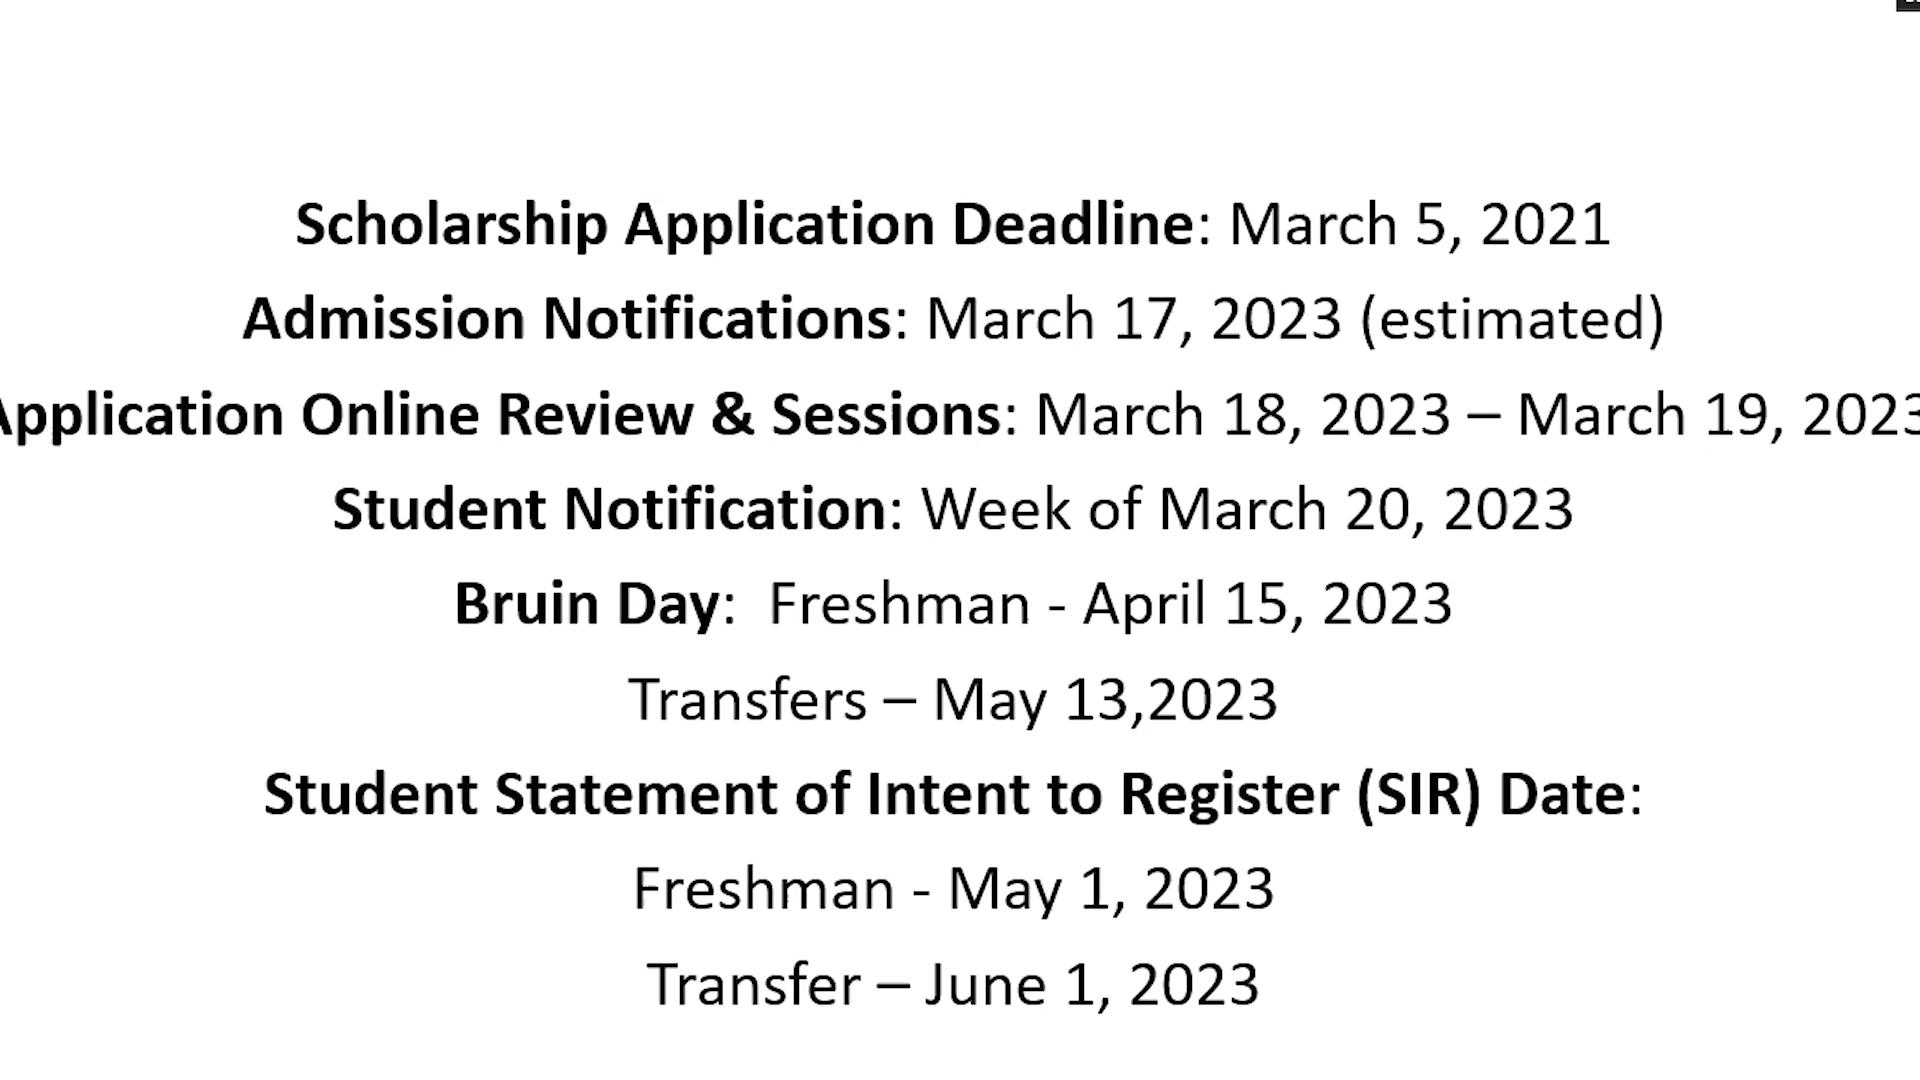 Scholarship Application Deadline: March 5, 2021
Admission Notifications: March 17, 2023 (estimated)
Application Online Review & Sessions: March 18, 2023 – March 19, 2023
Student Notification: Week of March 20, 2023
Bruin Day:  Freshman - April 15, 2023
Transfers – May 13,2023
Student Statement of Intent to Register (SIR) Date:
Freshman - May 1, 2023
Transfer – June 1, 2023